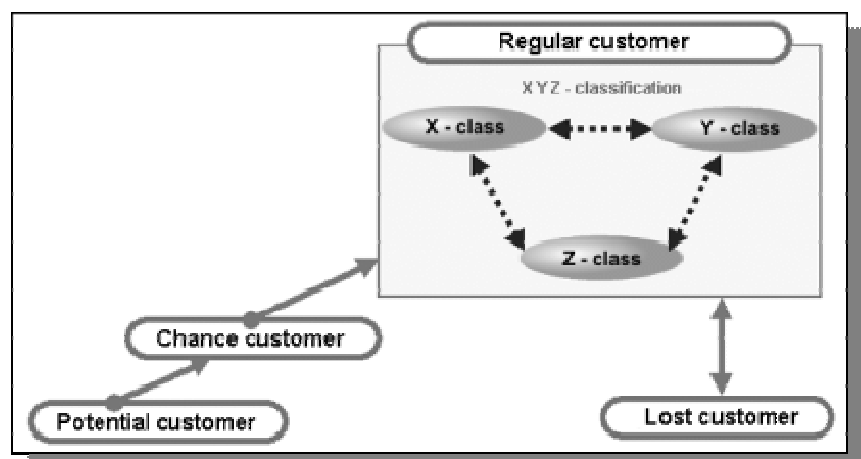 Regular customer
XYZ - classification
X - class
Y - class
Z - class
Chance customer
Potential customer
Lost customer